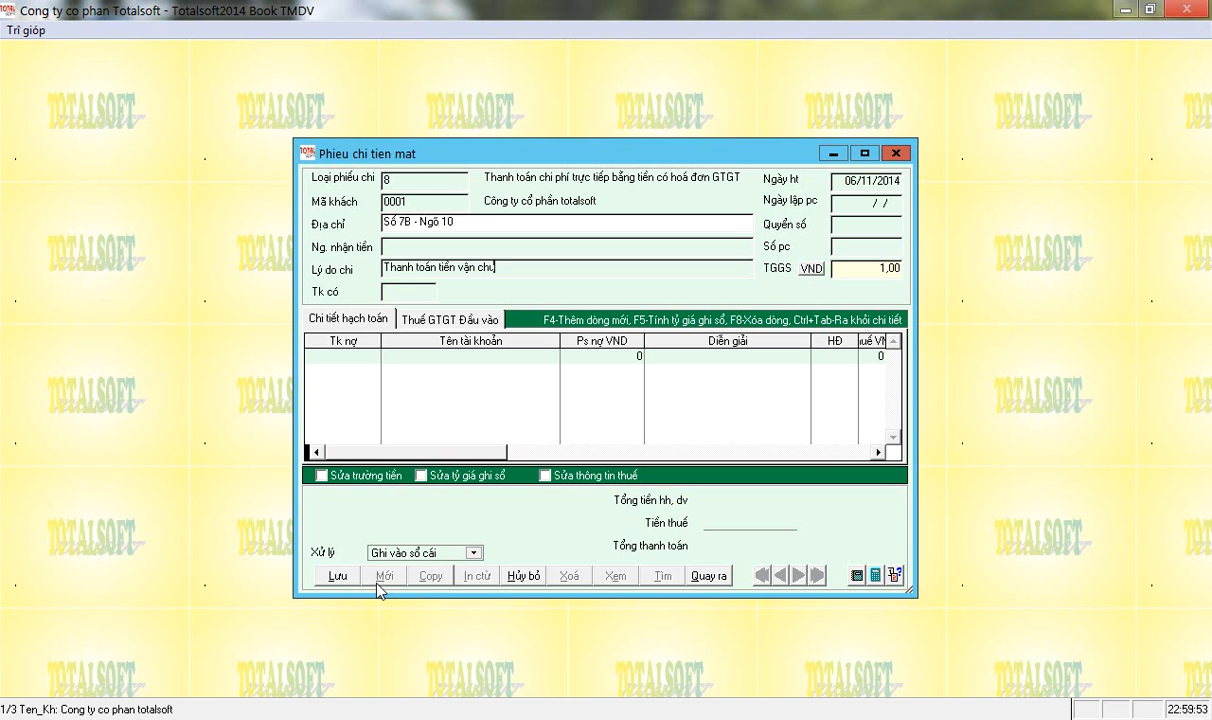 Cong ty co phan Totalsoft - Totalsoft2014 Book TMDV
Trî gióp
TOTALSOFT
Phieu chi tien mat
Loại phiếu chi 8 Thanh toán chi phí trực tiếp bằng tiền có hoá đơn GTGT Ngày ht 06/11/2014
Mã khách 0001 Công ty cổ phần totalsoft Ngày lập pc / /
Địa chỉ Số 7B - Ngõ 10 Quyển số
Ng. nhận tiền Số pc
Lý do chi Thanh toán tiền vận chu TGGS VND 1,00
Tk có
Chi tiết hạch toán Thuế GTGT Đầu vào F4-Thêm dòng mới, F5-Tính tỷ giá ghi sổ, F8-Xóa dòng, Ctrl+Tab-Ra khỏi chi tiết
Tk nợ Tên tài khoản Ps nợ VND Diễn giải HĐ
0 0
Sửa trường tiền Sửa tỷ giá ghi sổ Sửa thông tin thuế
Tổng tiền hh, dv
Tiền thuế
Xử lý Ghi vào sổ cái Tổng thanh toán
Lưu Mới Copy In ctừ Hủy bỏ Xoá Xem Tìm Quay ra
1/3 Ten_Kh: Cong ty co phan totalsoft 22:59:53